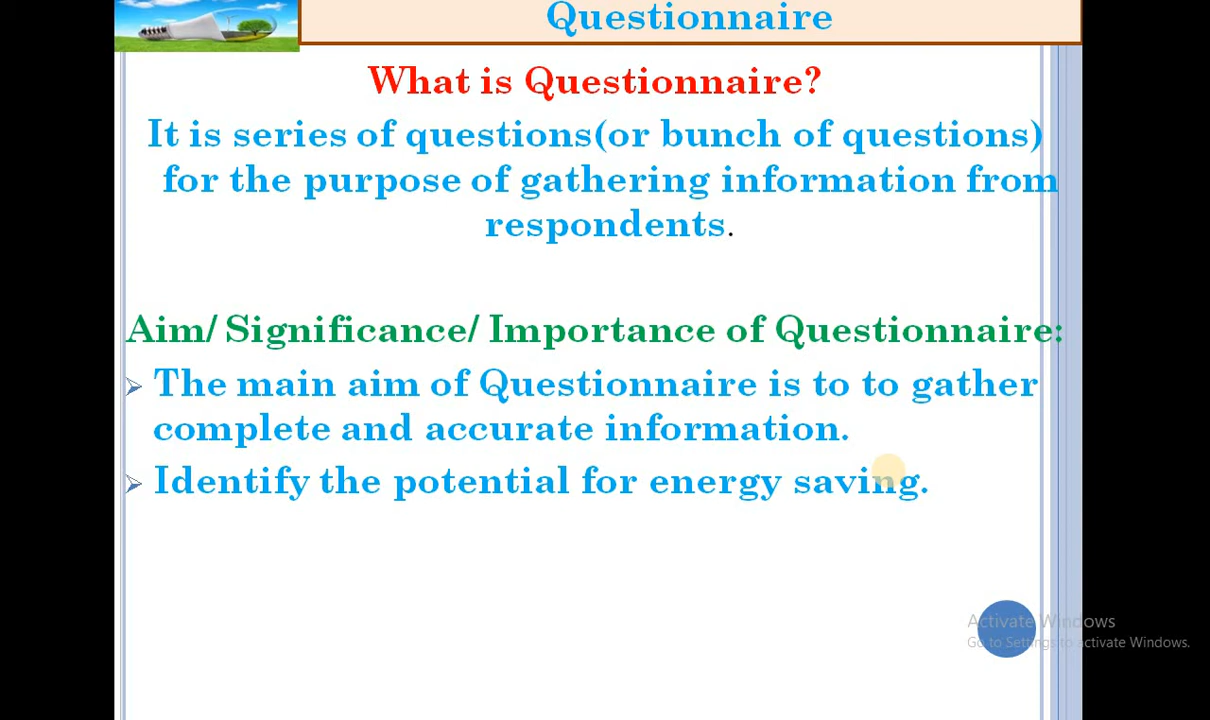 Questionnaire
What is Questionnaire?
It is series of questions(or bunch of questions)
for the purpose of gathering information from
respondents.
Aim/ Significance/ Importance of Questionnaire:
➢ The main aim of Questionnaire is to to gather
complete and accurate information.
➢ Identify the potential for energy saving.
Activate Windows
Go to Settings to activate Windows.